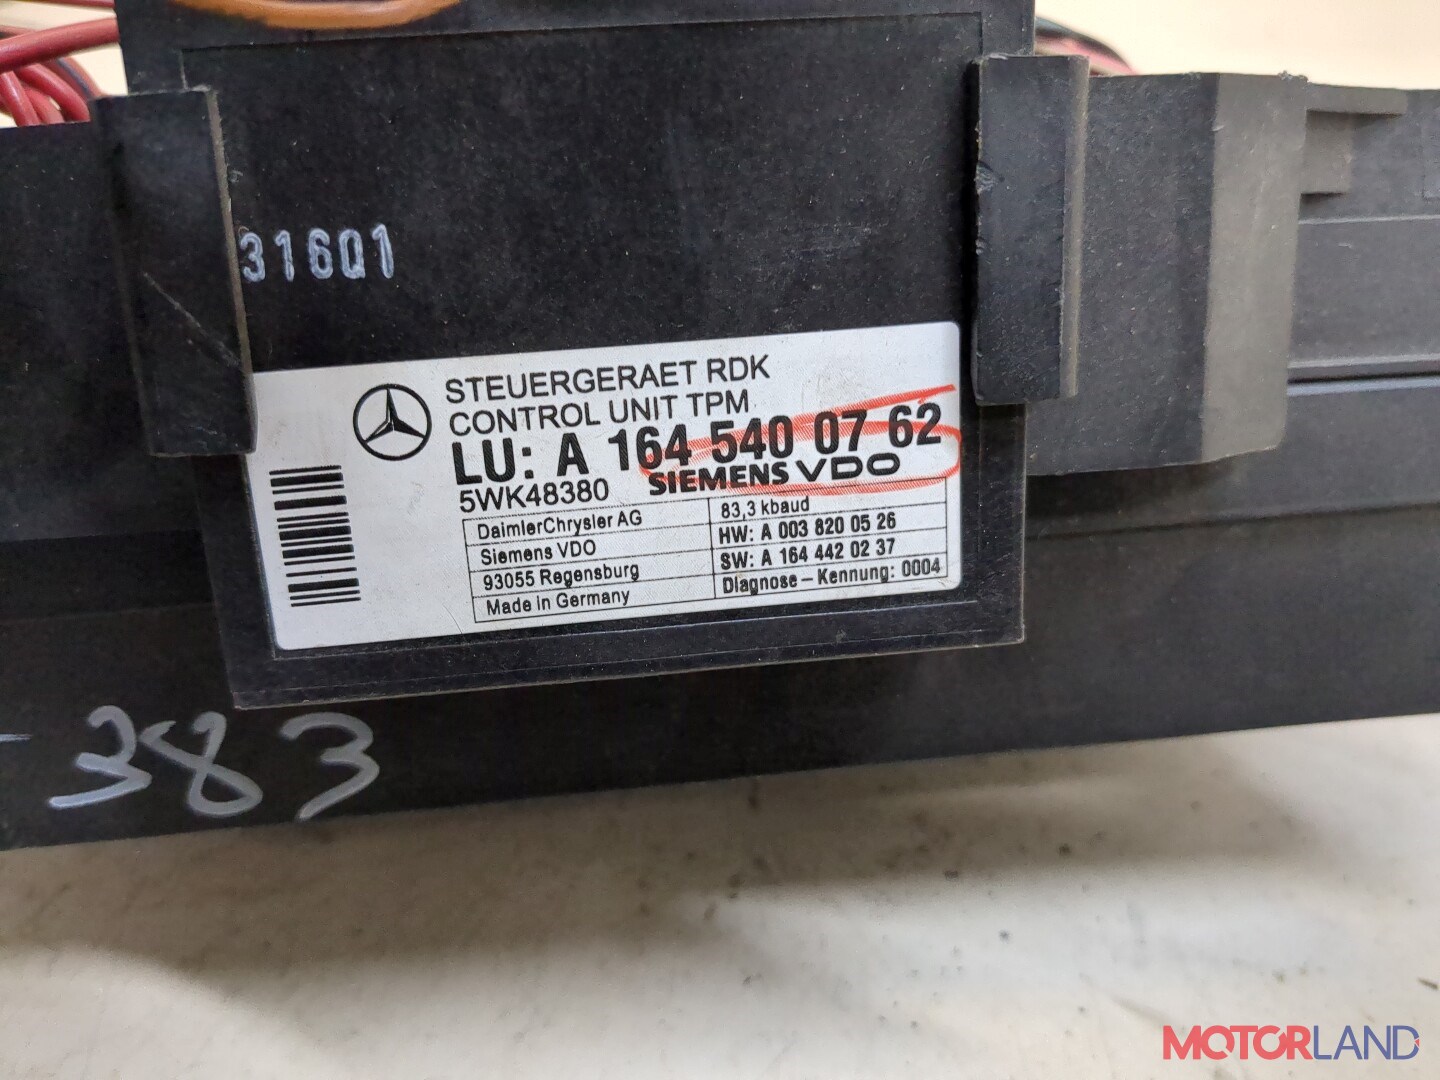 31601
STEUERGERAET RDK
CONTROL UNIT TPM
LU: A 164 540 07 62
5WK48380 SIEMENS VDO
DaimlerChrysler AG 83,3 kbaud
Siemens VDO HW: A 003 820 05 26
93055 Regensburg SW: A 164 442 02 37
Made in Germany Diagnose - Kennung: 0004
383
MOTORLAND